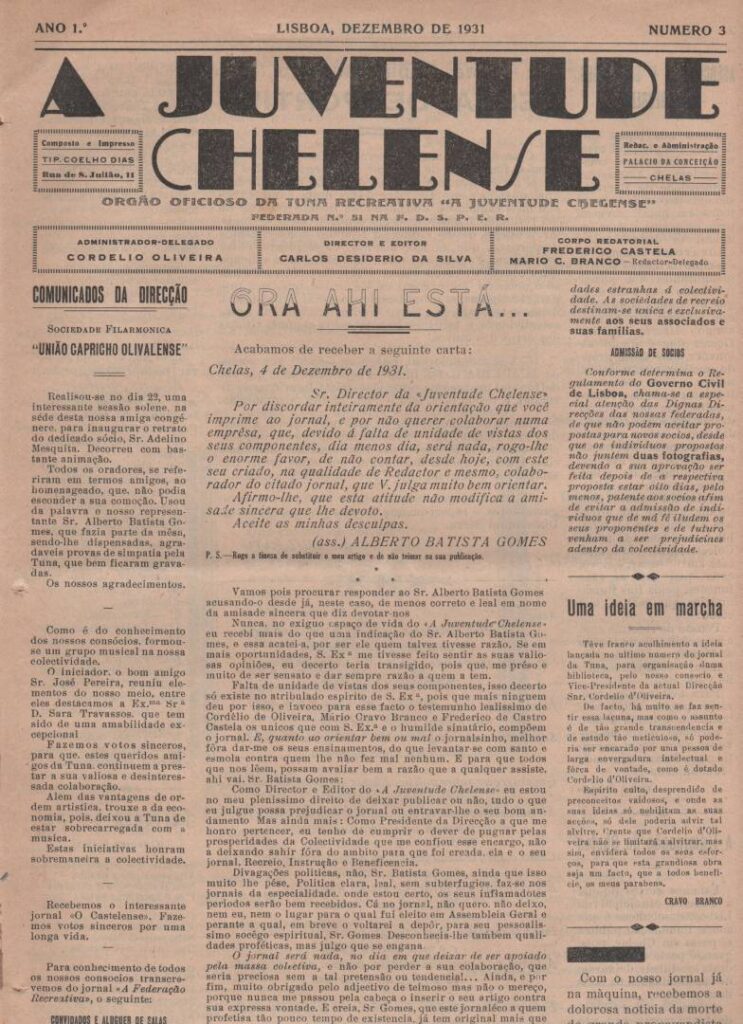 ANO 1.º
LISBOA, DEZEMBRO DE 1931
NUMERO 3
A JUVENTUDE
CHELENSE
Composto e Impresso
TIP. COELHO DIAS
Rua de S. Julião, 11
Redac. e Administração
PALACIO DA CONCEIÇÃO
CHELAS
ORGÃO OFICIOSO DA TUNA RECREATIVA "A JUVENTUDE CHELENSE"
FEDERADA N.º 51 NA F. D. S. P. E. R.
ADMINISTRADOR-DELEGADO
CORDELIO OLIVEIRA
DIRECTOR E EDITOR
CARLOS DESIDERIO DA SILVA
CORPO REDATORIAL
FREDERICO CASTELA
MARIO C. BRANCO — Redactor-Delegado
COMUNICADOS DA DIRECÇÃO
SOCIEDADE FILARMONICA
"UNIÃO CAPRICHO OLIVALENSE"
Realisou-se no dia 22, uma
interessante sessão solene, na
séde desta nossa amiga congé-
nere, para inaugurar o retrato
do dedicado sócio, Sr. Adelino
Mesquita. Decorreu com bas-
tante animação.
Todos os oradores, se refe-
riram em termos amigos, ao
homenageado, que não podia
esconder a sua comoção. Usou
da palavra e nosso represen-
tante Sr. Alberto Batista Go-
mes, que fazia parte da mêsa,
sendo-lhe dispensadas, agra-
daveis provas de simpatia pela
Tuna, que bem ficaram grava-
das.
Os nossos agradecimentos.
Como é do conhecimento
dos nossos consócios, formou-
se um grupo musical na nossa
colectividade.
O iniciador, o bom amigo
Sr. José Pereira, reuniu ele-
mentos do nosso meio, entre
eles destacamos a Ex.ma Sr.ª
D. Sara Travassos, que tem
sido de uma amabilidade ex-
cepcional
Fazemos votos sinceros,
para que, estes queridos ami-
gos da Tuna, continuem a pres-
tar a sua valiosa e desinteres-
sada colaboração.
Alem das vantagens de or-
dem artistica, trouxe a da eco-
nomia, pois, deixou a Tuna de
estar sobrecarregada com a
musica.
Estas iniciativas honram
sobremaneira a colectividade.
Recebemos o interessante
jornal «O Castelense». Faze-
mos votos sinceros por uma
longa vida.
Para conhecimento de todos
os nossos consocios transcre-
vemos do jornal «A Federação
Recreativa», o seguinte:
CONVIDADOS E ALUGUER DE SALAS
ORA AHI ESTÁ...
Acabamos de receber a seguinte carta:
Chelas, 4 de Dezembro de 1931.
Sr. Director da «Juventude Chelense»
Por discordar inteiramente da orientação que você
imprime ao jornal, e por não querer colaborar numa
emprêsa, que, devido á falta de unidade de vistas dos
seus componentes, dia menos dia, será nada, rogo-lhe
o enorme favor, de não contar, desde hoje, com este
seu criado, na qualidade de Redactor e mesmo, colabo-
rador do citado jornal, que V. julga muito bem orientar.
Afirmo-lhe, que esta atitude não modifica a ami-
sade sincera que lhe devoto.
Aceite as minhas desculpas.
(ass.) ALBERTO BATISTA GOMES
P. S.—Rogo a fineza de substituir o meu artigo e de não teimar na sua publicação.
Vamos pois procurar responder ao Sr. Alberto Batista Gomes
acusando-o desde já, neste caso, de menos correto e leal em nome
da amisade sincera que diz devotar-nos
Nunca, no exiguo espaço de vida do «A Juventude Chelense»
eu recebi mais do que uma indicação do Sr. Alberto Batista Go-
mes, e essa acatei-a, por ser ele quem talvez tivesse razão. Se em
mais oportunidades, S. Ex.ª me tivesse feito sentir as suas valio-
sas opiniões, eu decerto teria transigido, pois que, me préso e
muito de ser sensato e dar sempre razão a quem a tem.
Falta de unidade de vistas dos seus componentes, isso decerto
só existe no atribulado espirito de S. Ex.ª, pois que mais ninguem
deu por isso, e invoco para esse facto o testemunho lealissimo de
Cordélio de Oliveira, Mário Cravo Branco e Frederico de Castro
Castela os unicos que com S. Ex.ª e o humilde sinatário, compõem
o jornal. E, quanto ao orientar bem ou mal o jornalsinho, melhor
fôra dar-me os seus ensinamentos, do que levantar-se com santo e
esmola contra quem lhe não fez mal nenhum. E para que todos
que nos lêem, possam avaliar bem a razão que a qualquer assiste,
ahi vai, Sr. Batista Gomes:
Como Director e Editor do «A Juventude Chelense» eu estou
no meu plenissimo direito de deixar publicar ou não, tudo o que
eu julgue possa prejudicar o jornal ou entravar-lhe o seu bom an-
damento Mas ainda mais: Como Presidente da Direcção a que me
honro pertencer, eu tenho de cumprir o dever de pugnar pelas
prosperidades da Colectividade que me confiou esse encargo, não
a deixando sahir fóra do ambito para que foi creada, ela e o seu
jornal. Recreio, Instrução e Beneficencia.
Divagações politicas, não, Sr. Batista Gomes, ainda que isso
muito lhe pése. Politica clara, leal, sem subterfugios, faz-se nos
jornais da especialidade, onde estou certo, os seus inflamadotes
periodos serão bem recebidos. Cá no jornal, não quero, não deixo,
nem eu, nem o lugar para o qual fui eleito em Assembleia Geral e
perante a qual, em breve o voltarei a depôr, para seu pessoalis-
simo socêgo espiritual, Sr Gomes. Desconhecia-lhe tambem quali-
dades proféticas, mas julgo que se engana.
O jornal será nada, no dia em que deixar de ser apoiado
pela massa colectiva, e não por perder a sua colaboração, que
seria preciosa sem a tal pretensão ou tendencia!... Ainda, e por
fim, muito obrigado pelo adjectivo de teimoso mas não o mereço,
porque nunca me passou pela cabeça o inserir o seu artigo contra
sua expressa vontade. E creia, Sr Gomes, que este jornaléco a quem
profetisa tão pouco tempo de existencia, já tem original mais que
dades estranhas á colectivi-
dade. As sociedades de recreio
destinam-se unica e exclusiva-
mente aos seus associados e
suas familias.
ADMISSÃO DE SOCIOS
Conforme determina o Re-
gulamento do Governo Civil
de Lisboa, chama-se a espe-
cial atenção das Dignas Di-
recções das nossas federadas,
de que não podem aceitar pro-
postas para novos socios, desde
que os individuos propostos
não juntem duas fotografias,
devendo a sua aprovação ser
feita depois de a respectiva
proposta estar oito dias, pelo
menos, patente aos socios afim
de evitar a admissão de indi-
viduos que de má fé iludem os
seus proponentes e de futuro
venham a ser prejudiciaes
adentro da colectividade.
Uma ideia em marcha
Têve franco acolhimento a ideia
lançada no ultimo numero do jornal
da Tuna, para organisação duma
biblioteca, pelo nosso consocio e
Vice-Presidente da actual Direcção
Snr. Cordelio d'Oliveira.
De facto, há muito se faz sen-
tir essa lacuna, mas como o assunto
é de tão grande transcendencia e
de estudo tão meticuloso, só pode-
ria ser encarado por uma pessoa de
larga envergadura intelectual e
fôrça de vontade, como é dotado
Cordelio d'Oliveira.
Espirito culto, desprendido de
preconceitos vaidosos, e onde as
suas ideias só nobilitam as suas
acções, só dele poderia advir tal
alvitre. Crente que Cordelio d'Oli-
veira não se limitará a alvitrar, mas
sim, envidará todos os seus esfor-
ços, para que esta grandiosa obra
seja um facto, que a todos benefi-
cie, os meus parabens.
CRAVO BRANCO
Com o nosso jornal já
na màquina, recebemos a
dolorosa noticia da morte